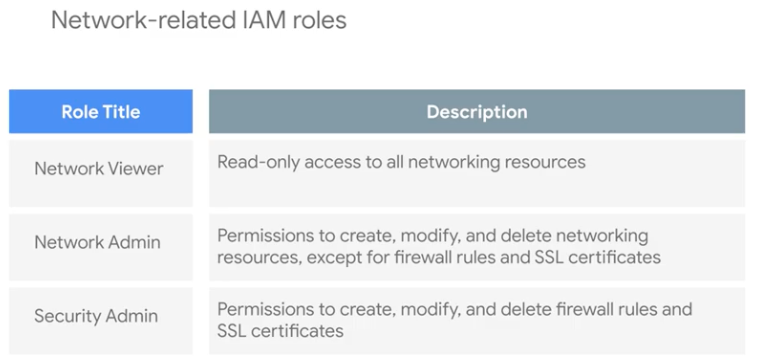 Network-related IAM roles
Role Title
Description
Network Viewer
Read-only access to all networking resources
Network Admin
Permissions to create, modify, and delete networking
resources, except for firewall rules and SSL certificates
Security Admin
Permissions to create, modify, and delete firewall rules and
SSL certificates